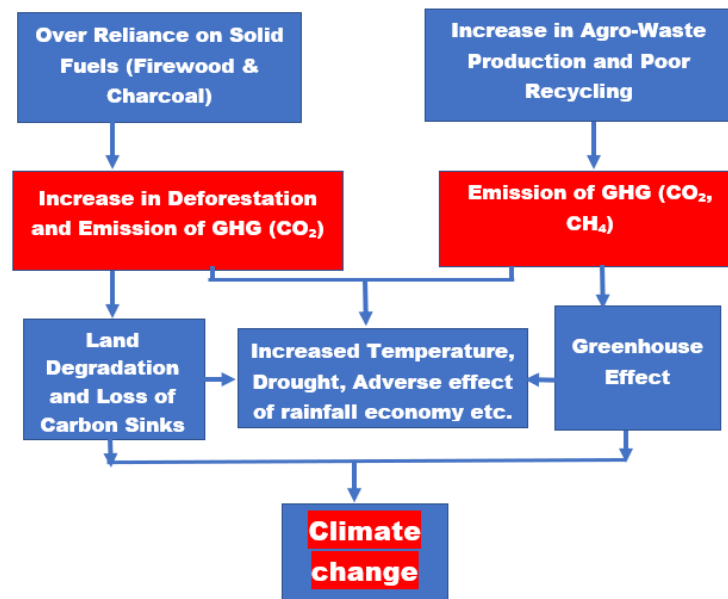 Over Reliance on Solid
Fuels (Firewood &
Charcoal)
Increase in Agro-Waste
Production and Poor
Recycling
Increase in Deforestation
and Emission of GHG (CO₂)
Emission of GHG (CO₂,
CH₄)
Land
Degradation
and Loss of
Carbon Sinks
Increased Temperature,
Drought, Adverse effect
of rainfall economy etc.
Greenhouse
Effect
Climate
change